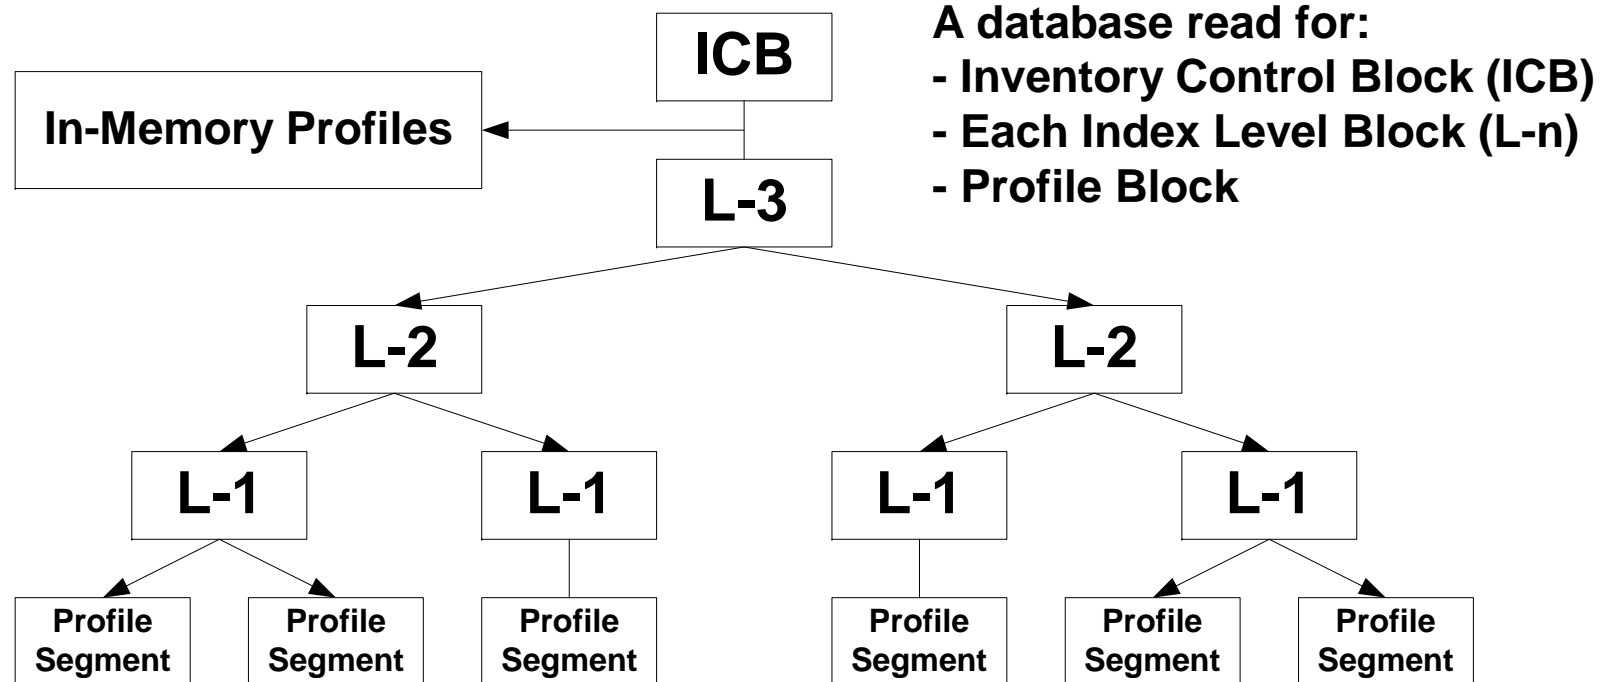 ICB
A database read for:
- Inventory Control Block (ICB)
- Each Index Level Block (L-n)
- Profile Block
In-Memory Profiles
L-3
L-2
L-2
L-1
L-1
L-1
L-1
Profile
Segment
Profile
Segment
Profile
Segment
Profile
Segment
Profile
Segment
Profile
Segment